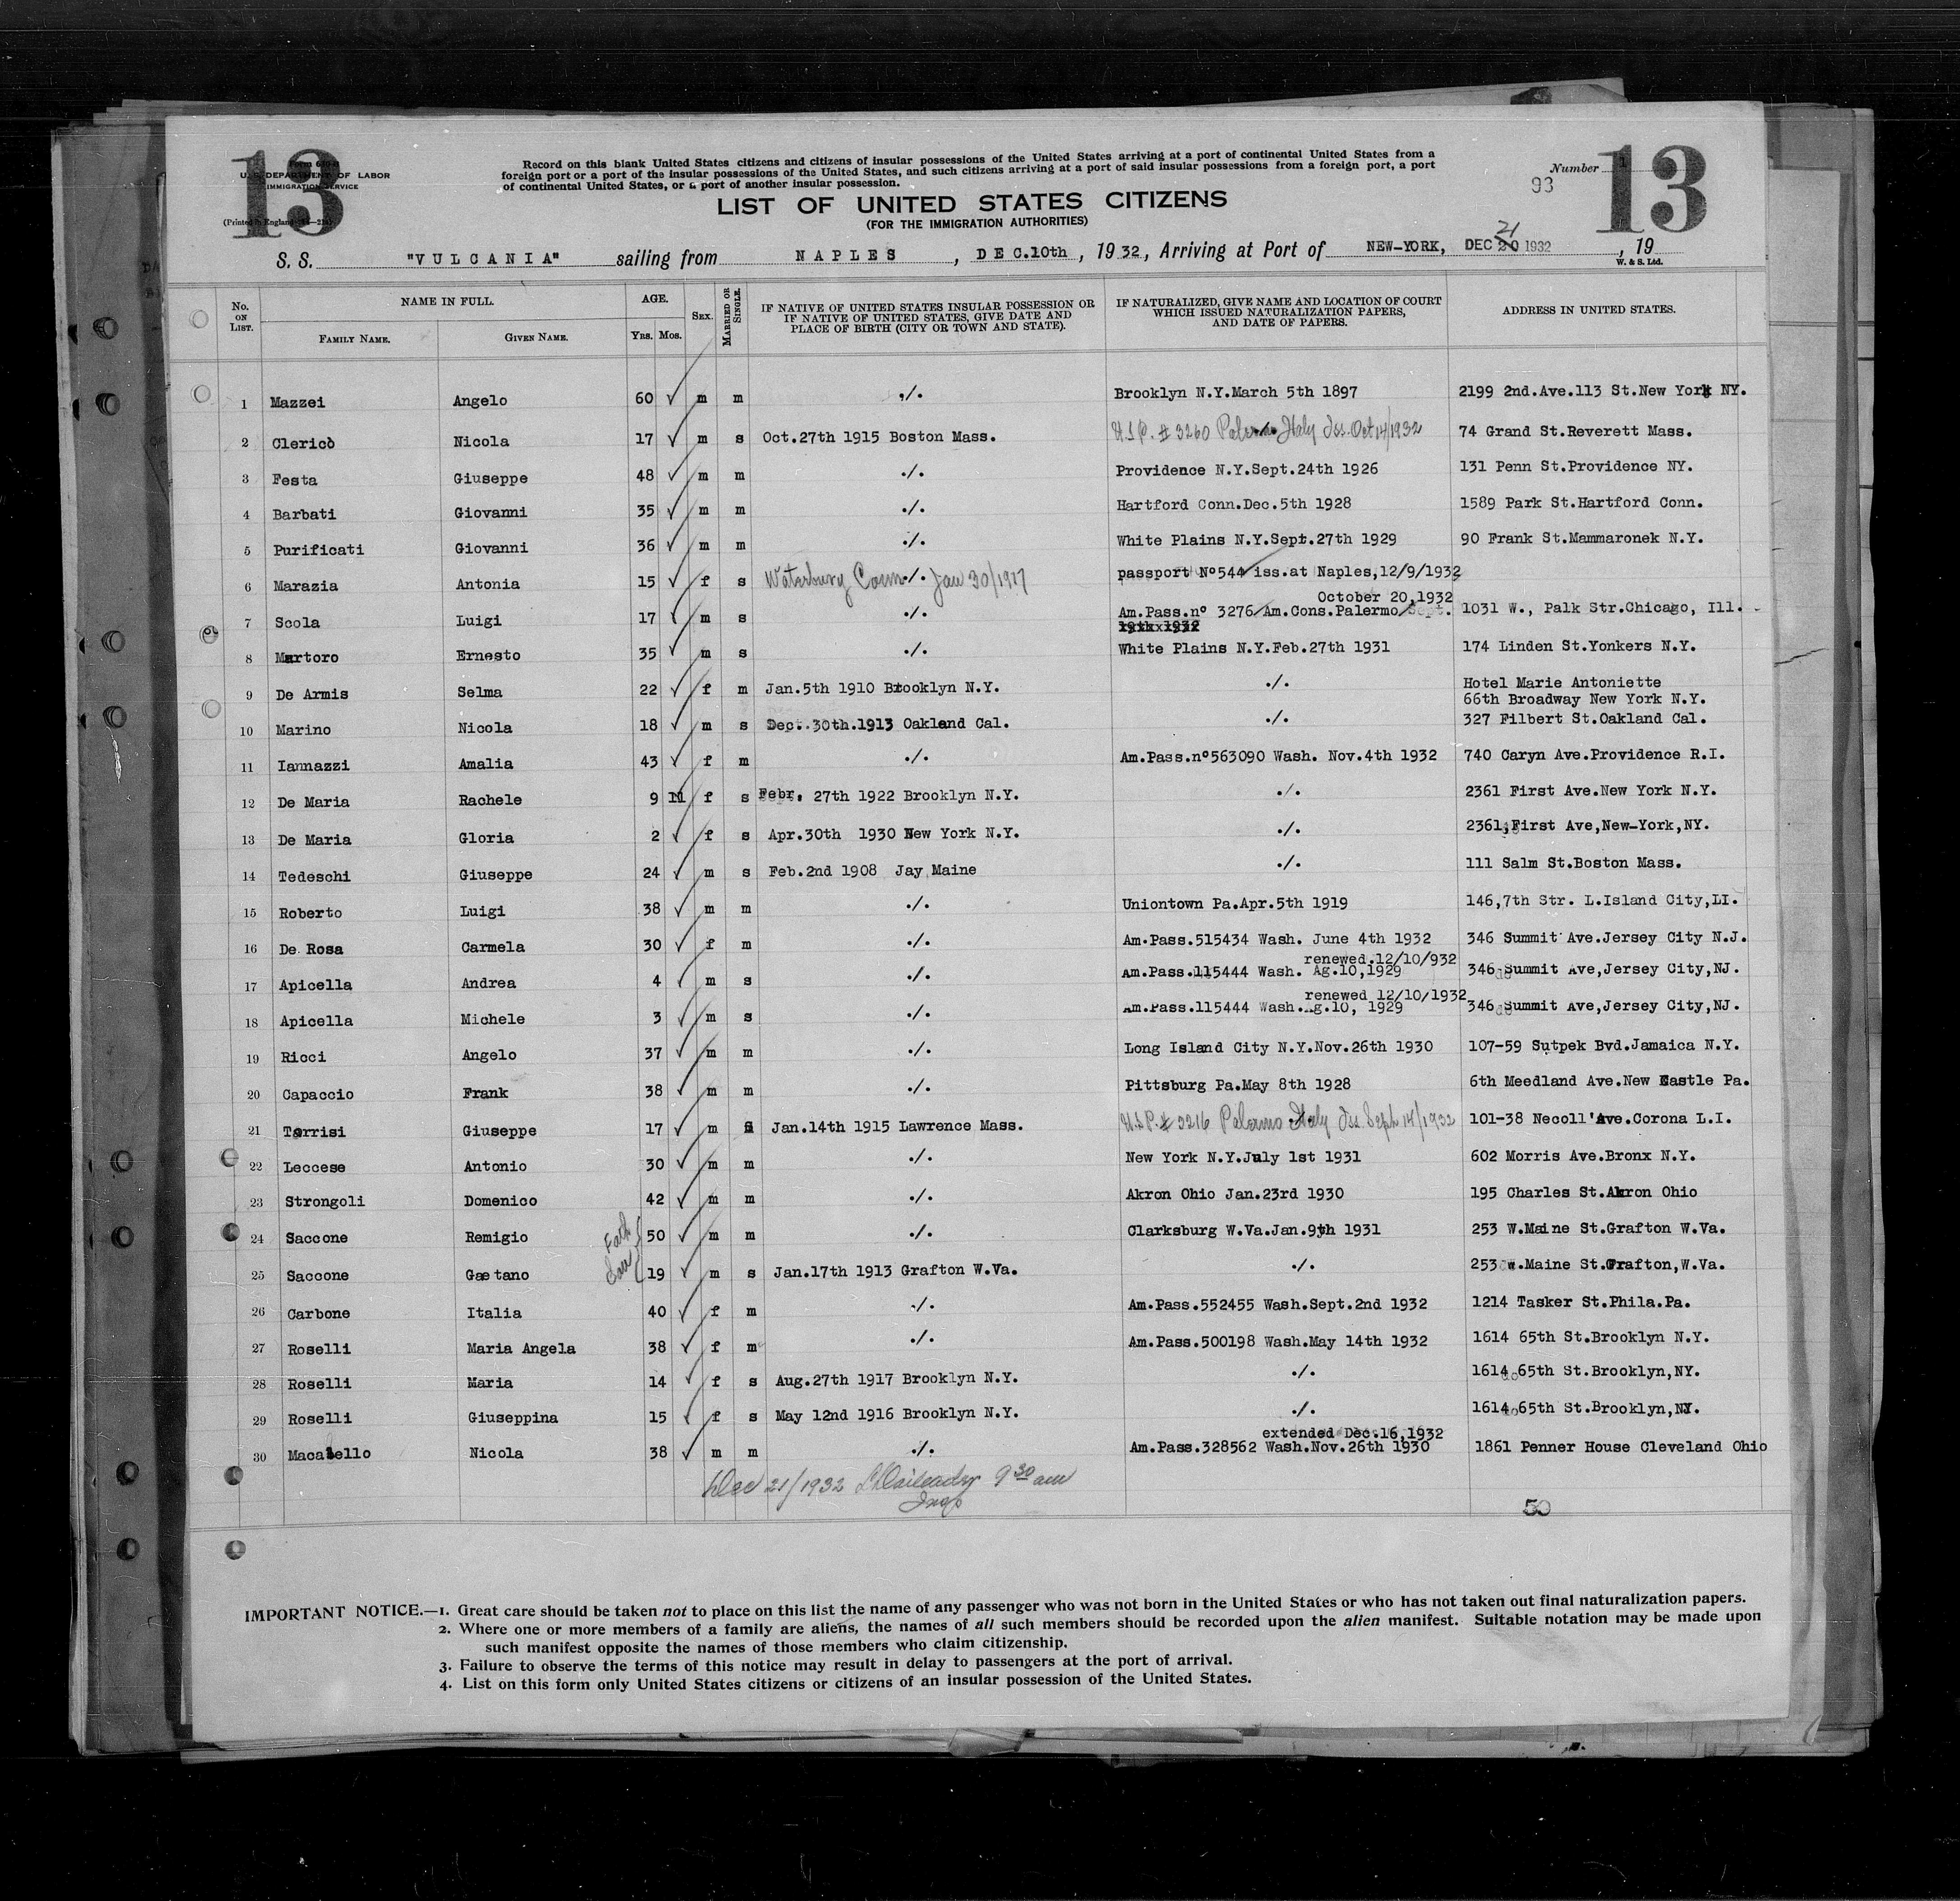 13
Form 630-B
U. S. DEPARTMENT OF LABOR
IMMIGRATION SERVICE
(Printed in England
Record on this blank United States citizens and citizens of insular possessions of the United States arriving at a port of continental United States from a
foreign port or a port of the insular possessions of the United States, and such citizens arriving at a port of said insular possessions from a foreign port, a port
of continental United States, or a port of another insular possession.
Number 13
93
LIST OF UNITED STATES CITIZENS
(FOR THE IMMIGRATION AUTHORITIES)
S. S. "VULCANIA" sailing from NAPLES, DEC.10th, 1932, Arriving at Port of NEW-YORK, DEC 20 21 1932, 19
W. & S. Ltd.
No. ON LIST. NAME IN FULL. FAMILY NAME. GIVEN NAME. AGE. YRS. MOS. SEX. MARRIED OR SINGLE. IF NATIVE OF UNITED STATES INSULAR POSSESSION OR IF NATIVE OF UNITED STATES, GIVE DATE AND PLACE OF BIRTH (CITY OR TOWN AND STATE). IF NATURALIZED, GIVE NAME AND LOCATION OF COURT WHICH ISSUED NATURALIZATION PAPERS, AND DATE OF PAPERS. ADDRESS IN UNITED STATES.
1 Mazzei Angelo 60 ✓ m m ./. Brooklyn N.Y.March 5th 1897 2199 2nd.Ave.113 St.New York NY.
2 Clericò Nicola 17 ✓ m s Oct.27th 1915 Boston Mass. ./. U.S.P. # 3260 Palermo Italy Iss. Oct 14/1932 74 Grand St.Reverett Mass.
3 Festa Giuseppe 48 ✓ m m ./. Providence N.Y.Sept.24th 1926 131 Penn St.Providence NY.
4 Barbati Giovanni 35 ✓ m m ./. Hartford Conn.Dec.5th 1928 1589 Park St.Hartford Conn.
5 Purificati Giovanni 36 ✓ m m ./. White Plains N.Y.Sept.27th 1929 90 Frank St.Mammaronek N.Y.
6 Marazia Antonia 15 ✓ f s Waterbury Conn ./. Jan 30/1917 passport Nº544 iss.at Naples,12/9/1932
October 20,1932
7 Scola Luigi 17 ✓ m s ./. Am.Pass.nº 3276/Am.Cons.Palermo/Sept. 1031 W., Palk Str.Chicago, Ill. -
19th 1932
8 Martoro Ernesto 35 ✓ m s ./. White Plains N.Y.Feb.27th 1931 174 Linden St.Yonkers N.Y.
9 De Armis Selma 22 ✓ f m Jan.5th 1910 Brooklyn N.Y. ./. Hotel Marie Antoniette
66th Broadway New York N.Y.
10 Marino Nicola 18 ✓ m s Dec..30th.1913 Oakland Cal. ./. 327 Filbert St.Oakland Cal.
11 Iannazzi Amalia 43 ✓ f m ./. Am.Pass.nº563090 Wash. Nov.4th 1932 740 Caryn Ave.Providence R.I.
12 De Maria Rachele 9 11 f s Febr. 27th 1922 Brooklyn N.Y. ./. 2361 First Ave.New York N.Y.
13 De Maria Gloria 2 ✓ f s Apr.30th 1930 New York N.Y. ./. 2361,First Ave,New-York,NY.
14 Tedeschi Giuseppe 24 ✓ m s Feb.2nd 1908 Jay Maine ./. 111 Salm St.Boston Mass.
15 Roberto Luigi 38 ✓ m m ./. Uniontown Pa.Apr.5th 1919 146,7th Str. L.Island City,LI.
16 De Rosa Carmela 30 ✓ f m ./. Am.Pass.515434 Wash. June 4th 1932 346 Summit Ave.Jersey City N.J.
renewed.12/10/932
17 Apicella Andrea 4 ✓ m s ./. Am.Pass.115444 Wash. Ag.10,1929 346 Summit Ave,Jersey City,NJ.
renewed 12/10/1932
18 Apicella Michele 3 ✓ m s ./. Am.Pass.115444 Wash.Ag.10, 1929 346 Summit Ave,Jersey City,NJ.
19 Ricci Angelo 37 ✓ m m ./. Long Island City N.Y.Nov.26th 1930 107-59 Sutpek Bvd.Jamaica N.Y.
20 Capaccio Frank 38 ✓ m m ./. Pittsburg Pa.May 8th 1928 6th Meedland Ave.New Castle Pa.
21 Torrisi Giuseppe 17 ✓ m s Jan.14th 1915 Lawrence Mass. ./. U.S.P. # 3216 Palermo Italy Iss. Sept 14/1932 101-38 Necoll'Ave.Corona L.I.
22 Leccese Antonio 30 ✓ m m ./. New York N.Y.July 1st 1931 602 Morris Ave.Bronx N.Y.
23 Strongoli Domenico 42 ✓ m m ./. Akron Ohio Jan.23rd 1930 195 Charles St.Akron Ohio
24 Saccone Remigio Fath 50 ✓ m m ./. Clarksburg W.Va.Jan.9th 1931 253 W.Maine St.Grafton W.Va.
25 Saccone Gaetano Son 19 ✓ m s Jan.17th 1913 Grafton W.Va. ./. 253 w.Maine St.Grafton,W.Va.
26 Carbone Italia 40 ✓ f m ./. Am.Pass.552455 Wash.Sept.2nd 1932 1214 Tasker St.Phila.Pa.
27 Roselli Maria Angela 38 ✓ f m ./. Am.Pass.500198 Wash.May 14th 1932 1614 65th St.Brooklyn N.Y.
28 Roselli Maria 14 ✓ f s Aug.27th 1917 Brooklyn N.Y. ./. 1614 65th St.Brooklyn,NY.
29 Roselli Giuseppina 15 ✓ f s May 12nd 1916 Brooklyn N.Y. ./. 1614 65th St.Brooklyn,NY.
extended Dec.16,1932
30 Nicola 38 ✓ m m ./. Am.Pass.328562 Wash.Nov.26th 1930 1861 Penner House Cleveland Ohio
Dec 21/1932 9 30 am
Insp
50
IMPORTANT NOTICE.—1. Great care should be taken not to place on this list the name of any passenger who was not born in the United States or who has not taken out final naturalization papers.
2. Where one or more members of a family are aliens, the names of all such members should be recorded upon the alien manifest. Suitable notation may be made upon
such manifest opposite the names of those members who claim citizenship.
3. Failure to observe the terms of this notice may result in delay to passengers at the port of arrival.
4. List on this form only United States citizens or citizens of an insular possession of the United States.